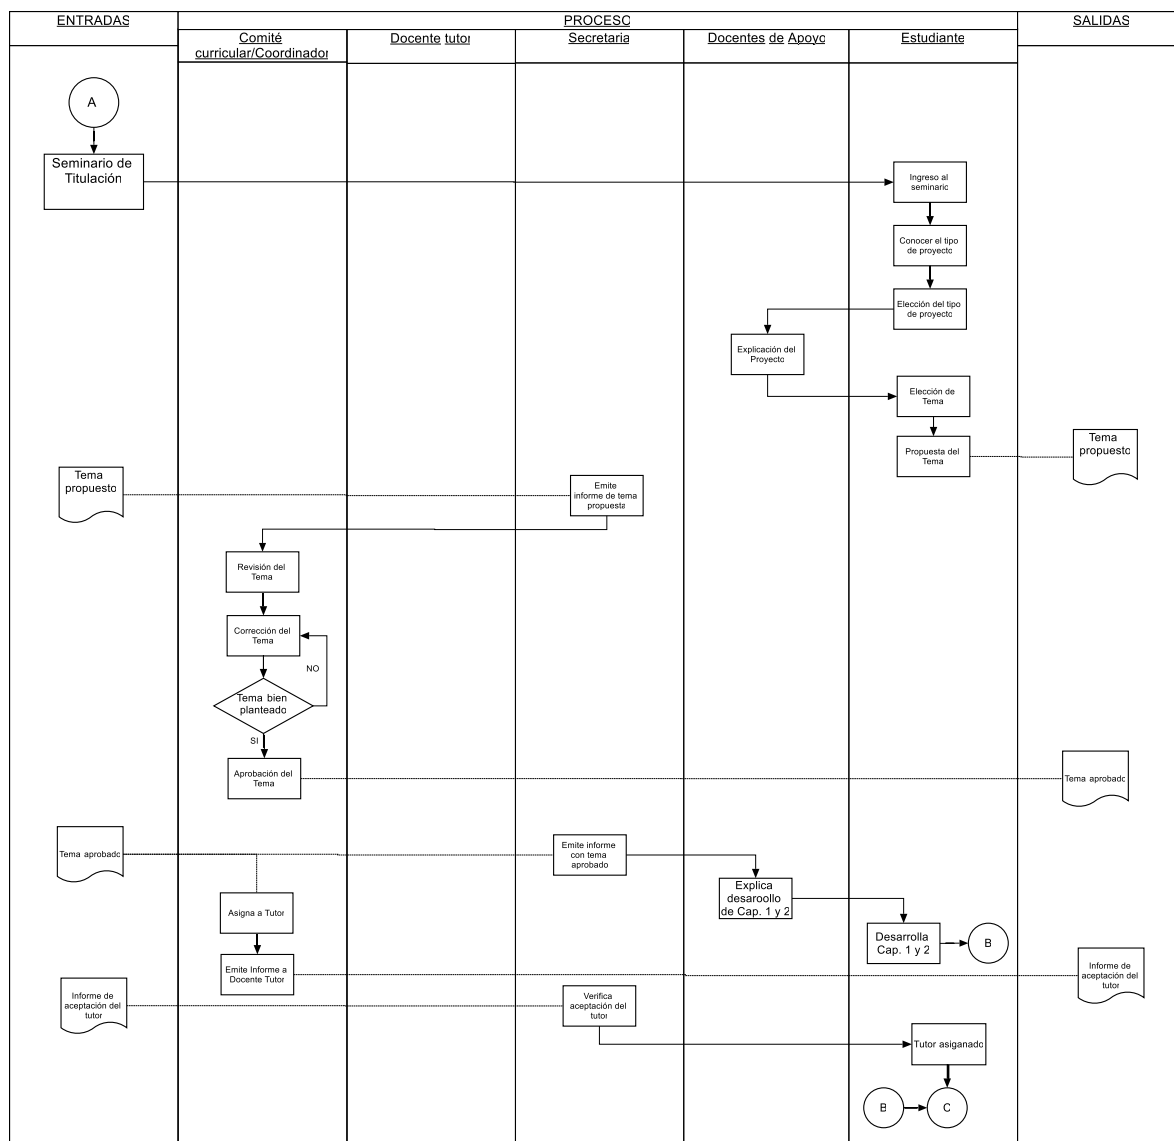 ENTRADAS
PROCESO
SALIDAS
Comité
curricular/Coordinador
Docente tutor
Secretaria
Docentes de Apoyo
Estudiante
A
Seminario de
Titulación
Ingreso al
seminario
Conocer el tipo
de proyecto
Elección del tipo
de proyecto
Explicación del
Proyecto
Elección de
Tema
Propuesta del
Tema
Tema
propuesto
Tema
propuesto
Emite
informe de tema
propuesta
Revisión del
Tema
Corrección del
Tema
NO
Tema bien
planteado
SI
Aprobación del
Tema
Tema aprobado
Tema aprobado
Emite informe
con tema
aprobado
Explica
desaroollo
de Cap. 1 y 2
Asigna a Tutor
Desarrolla
Cap. 1 y 2
B
Emite Informe a
Docente Tutor
Informe de
aceptación del
tutor
Informe de
aceptación del
tutor
Verifica
aceptación del
tutor
Tutor asiganado
B
C